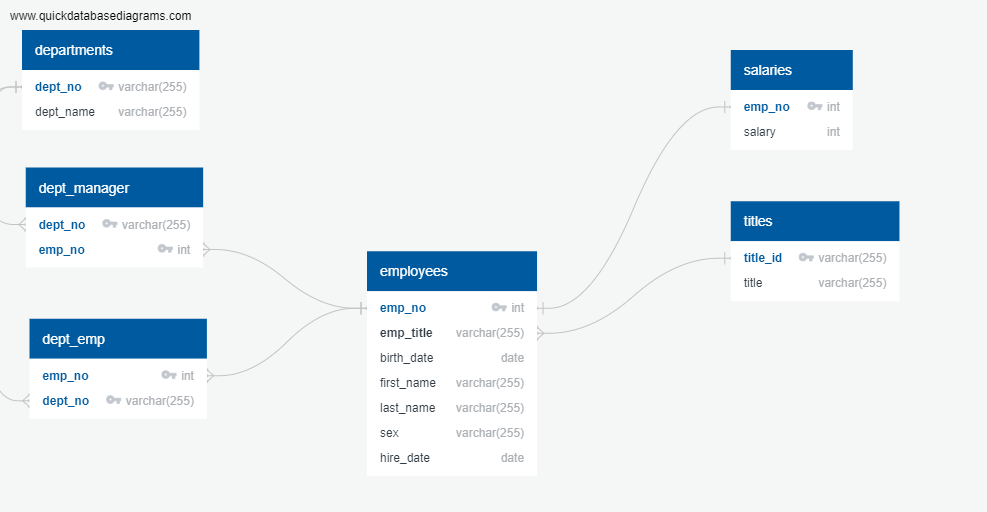 www.quickdatabasediagrams.com
departments
dept_no varchar(255)
dept_name varchar(255)
dept_manager
dept_no varchar(255)
emp_no int
dept_emp
emp_no int
dept_no varchar(255)
employees
emp_no int
emp_title varchar(255)
birth_date date
first_name varchar(255)
last_name varchar(255)
sex varchar(255)
hire_date date
salaries
emp_no int
salary int
titles
title_id varchar(255)
title varchar(255)